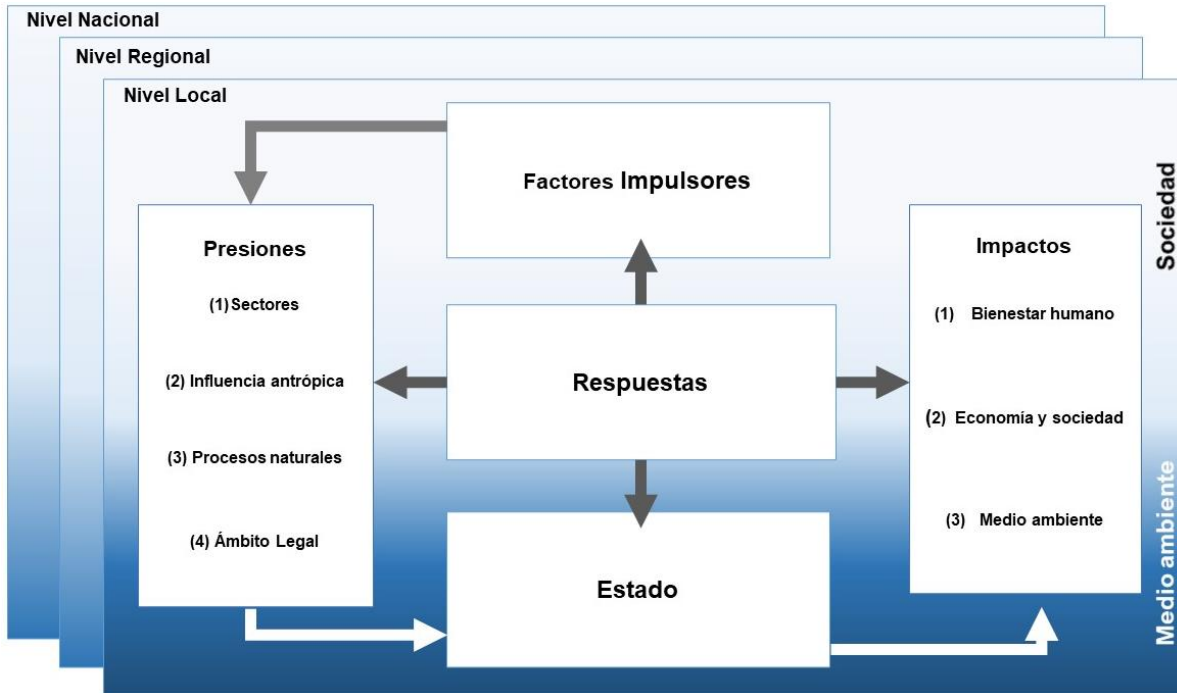 Nivel Nacional
Nivel Regional
Nivel Local
Factores Impulsores
Presiones
(1) Sectores
(2) Influencia antrópica
(3) Procesos naturales
(4) Ámbito Legal
Respuestas
Estado
Impactos
(1) Bienestar humano
(2) Economía y sociedad
(3) Medio ambiente
Sociedad
Medio ambiente